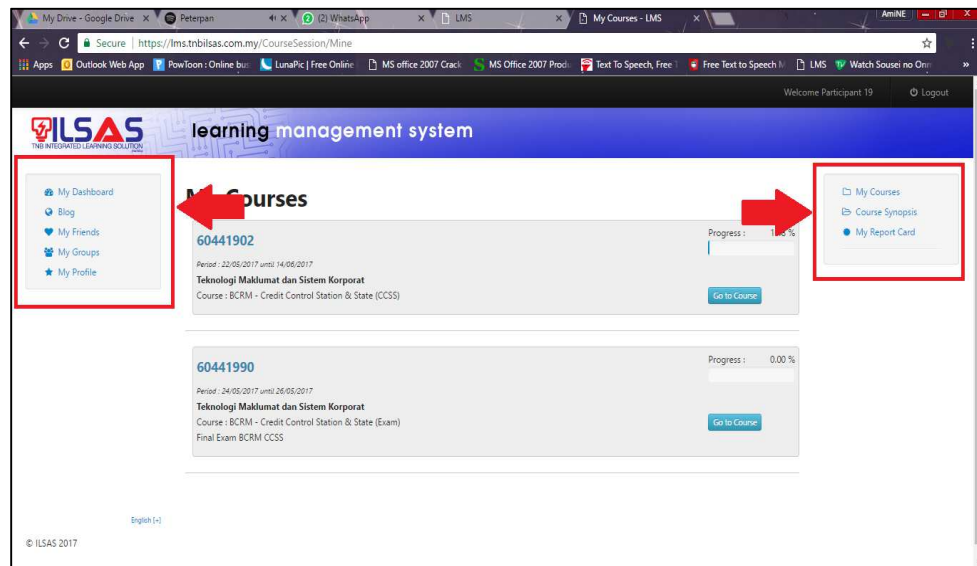 My Drive - Google Drive
Peterpan
(2) WhatsApp
LMS
My Courses - LMS
AmiNE
Secure | https://lms.tnbilsas.com.my/CourseSession/Mine
Apps
Outlook Web App
PowToon : Online bus
LunaPic | Free Online
MS office 2007 Crack
MS Office 2007 Produ
Text To Speech, Free T
Free Text to Speech M
LMS
Watch Sousei no Onm
»
Welcome Participant 19
Logout
ILSAS
TNB INTEGRATED LEARNING SOLUTION
learning management system
My Dashboard
Blog
My Friends
My Groups
My Profile
Courses
60441902
Period : 22/05/2017 until 14/06/2017
Teknologi Maklumat dan Sistem Korporat
Course : BCRM - Credit Control Station & State (CCSS)
Progress :
%
Go to Course
60441990
Period : 24/05/2017 until 26/05/2017
Teknologi Maklumat dan Sistem Korporat
Course : BCRM - Credit Control Station & State (Exam)
Final Exam BCRM CCSS
Progress : 0.00 %
Go to Course
My Courses
Course Synopsis
My Report Card
English [+]
© ILSAS 2017